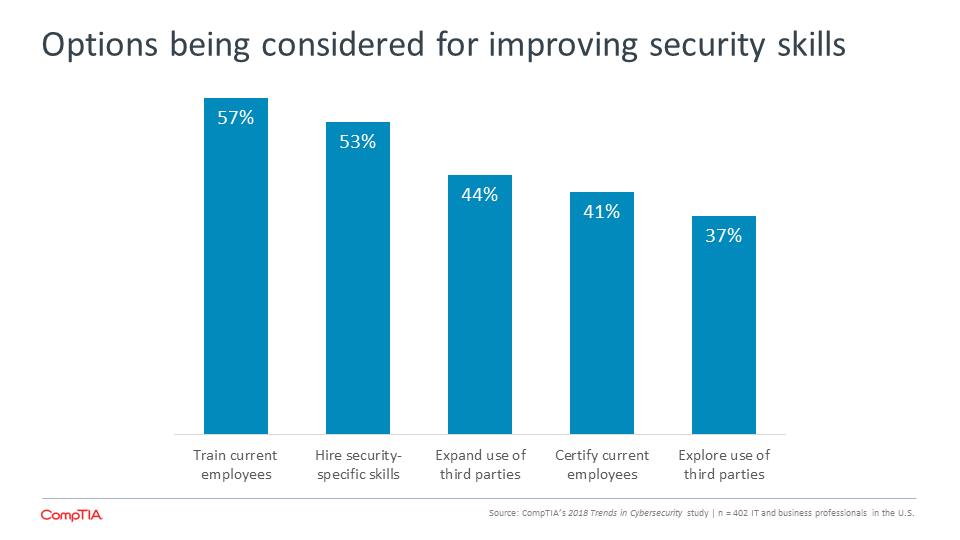 Options being considered for improving security skills
57%
53%
44%
41%
37%
Train current
employees
Hire security-
specific skills
Expand use of
third parties
Certify current
employees
Explore use of
third parties
CompTIA
Source: CompTIA's 2018 Trends in Cybersecurity study | n = 402 IT and business professionals in the U.S.